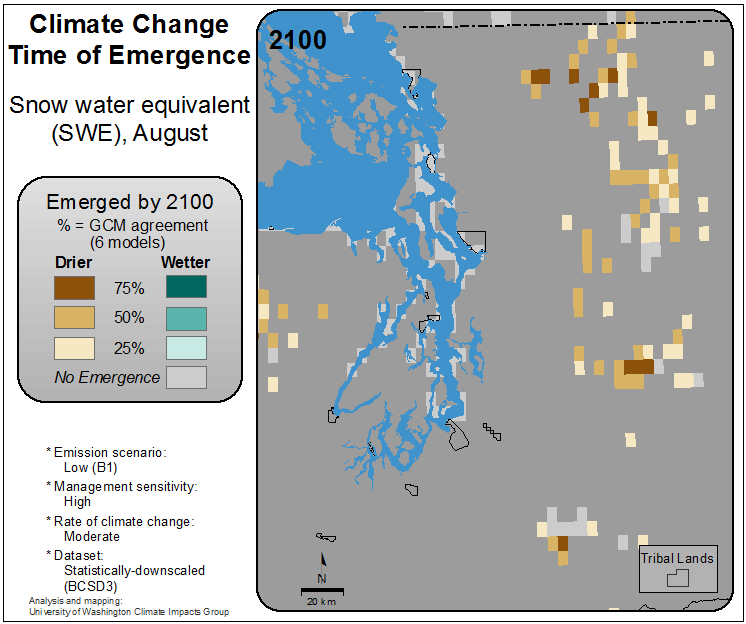 Climate Change
Time of Emergence
Snow water equivalent
(SWE), August
Emerged by 2100
% = GCM agreement
(6 models)
Drier Wetter
75%
50%
25%
No Emergence
* Emission scenario:
Low (B1)
* Management sensitivity:
High
* Rate of climate change:
Moderate
* Dataset:
Statistically-downscaled
(BCSD3)
Analysis and mapping:
University of Washington Climate Impacts Group
2100
N
20 km
Tribal Lands